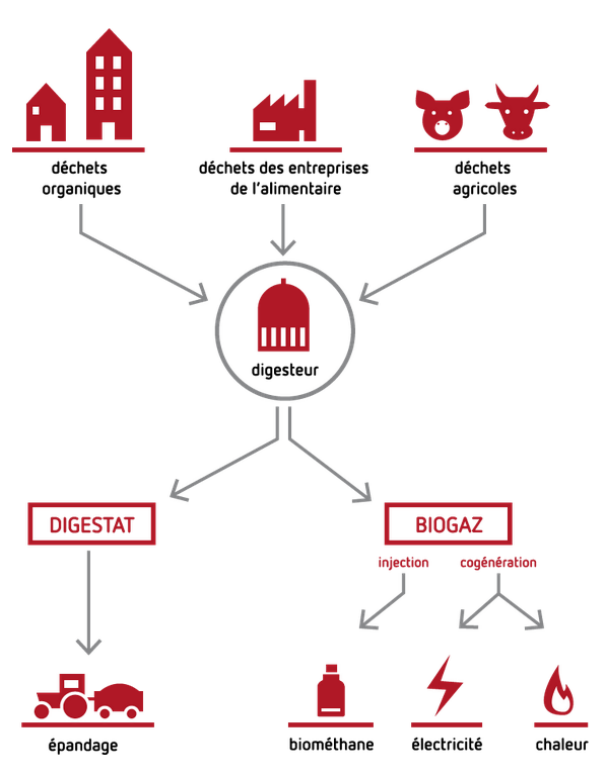 déchets
organiques
déchets des entreprises
de l'alimentaire
déchets
agricoles
digesteur
DIGESTAT
BIOGAZ
injection
cogénération
épandage
biométhane
électricité
chaleur